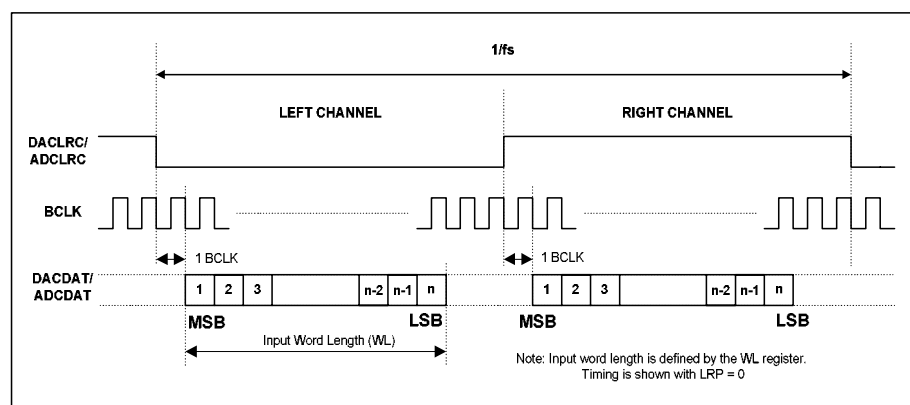 1/fs
LEFT CHANNEL
RIGHT CHANNEL
DACLRC/
ADCLRC
BCLK
1 BCLK
1 BCLK
DACDAT/
ADCDAT
1 2 3 n-2 n-1 n
1 2 3 n-2 n-1 n
MSB
LSB
MSB
LSB
Input Word Length (WL)
Note: Input word length is defined by the WL register.
Timing is shown with LRP = 0